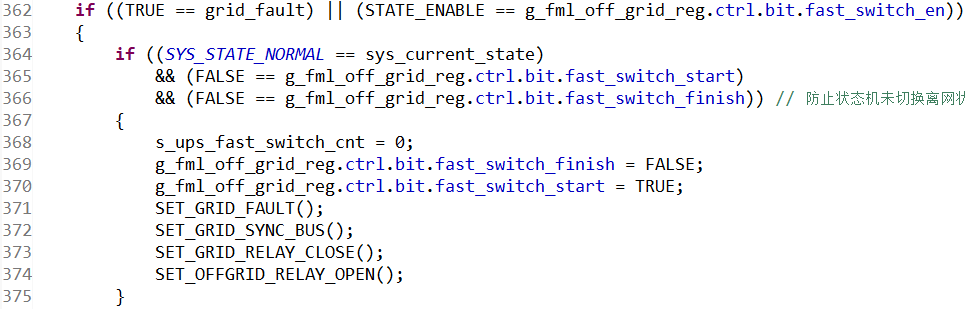 362 if ((TRUE == grid_fault) || (STATE_ENABLE == g_fml_off_grid_reg.ctrl.bit.fast_switch_en))
363 {
364 if ((SYS_STATE_NORMAL == sys_current_state)
365 && (FALSE == g_fml_off_grid_reg.ctrl.bit.fast_switch_start)
366 && (FALSE == g_fml_off_grid_reg.ctrl.bit.fast_switch_finish)) // 防止状态机未切换离网状
367 {
368 s_ups_fast_switch_cnt = 0;
369 g_fml_off_grid_reg.ctrl.bit.fast_switch_finish = FALSE;
370 g_fml_off_grid_reg.ctrl.bit.fast_switch_start = TRUE;
371 SET_GRID_FAULT();
372 SET_GRID_SYNC_BUS();
373 SET_GRID_RELAY_CLOSE();
374 SET_OFFGRID_RELAY_OPEN();
375 }